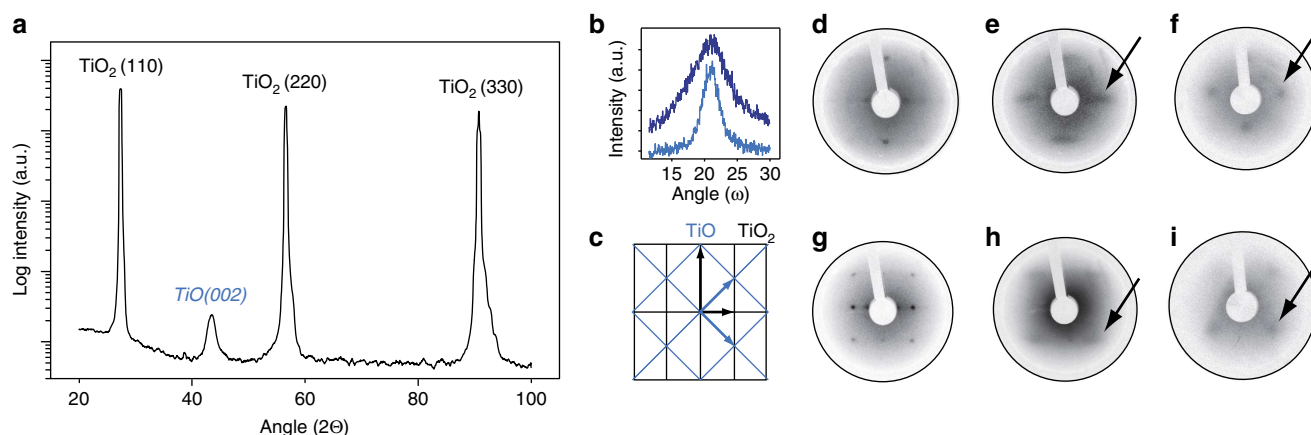 a
Log intensity (a.u.)
TiO₂ (110)
TiO(002)
TiO₂ (220)
TiO₂ (330)
20 40 60 80 100
Angle (2Θ)
b
Intensity (a.u.)
15 20 25 30
Angle (ω)
c
TiO TiO₂
d
e
f
g
h
i